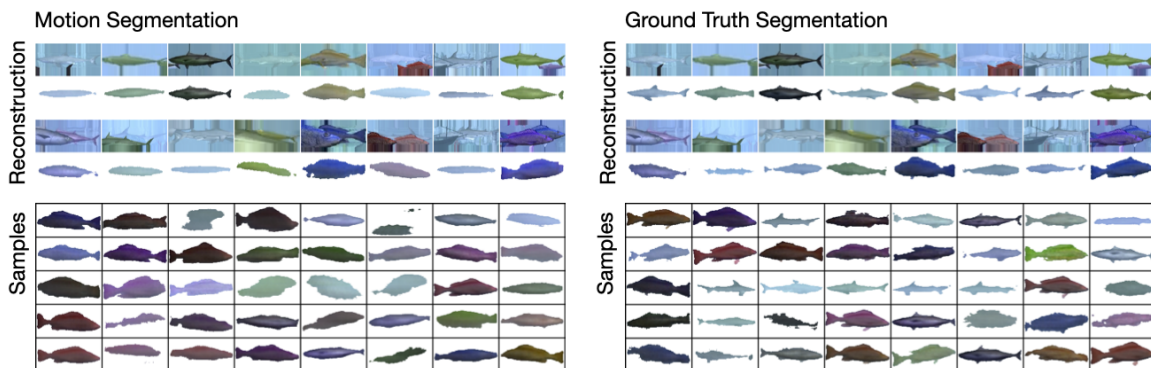 Motion Segmentation
Ground Truth Segmentation
Reconstruction
Reconstruction
Samples
Samples